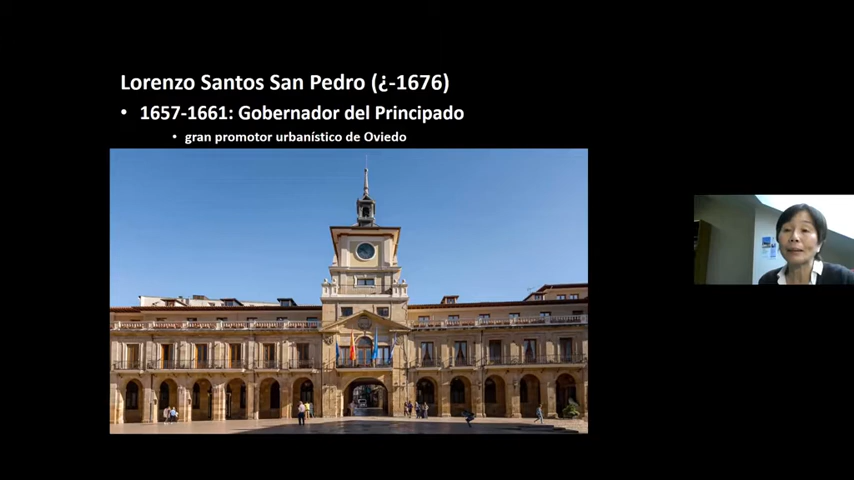 Lorenzo Santos San Pedro (¿-1676)
• 1657-1661: Gobernador del Principado
• gran promotor urbanístico de Oviedo